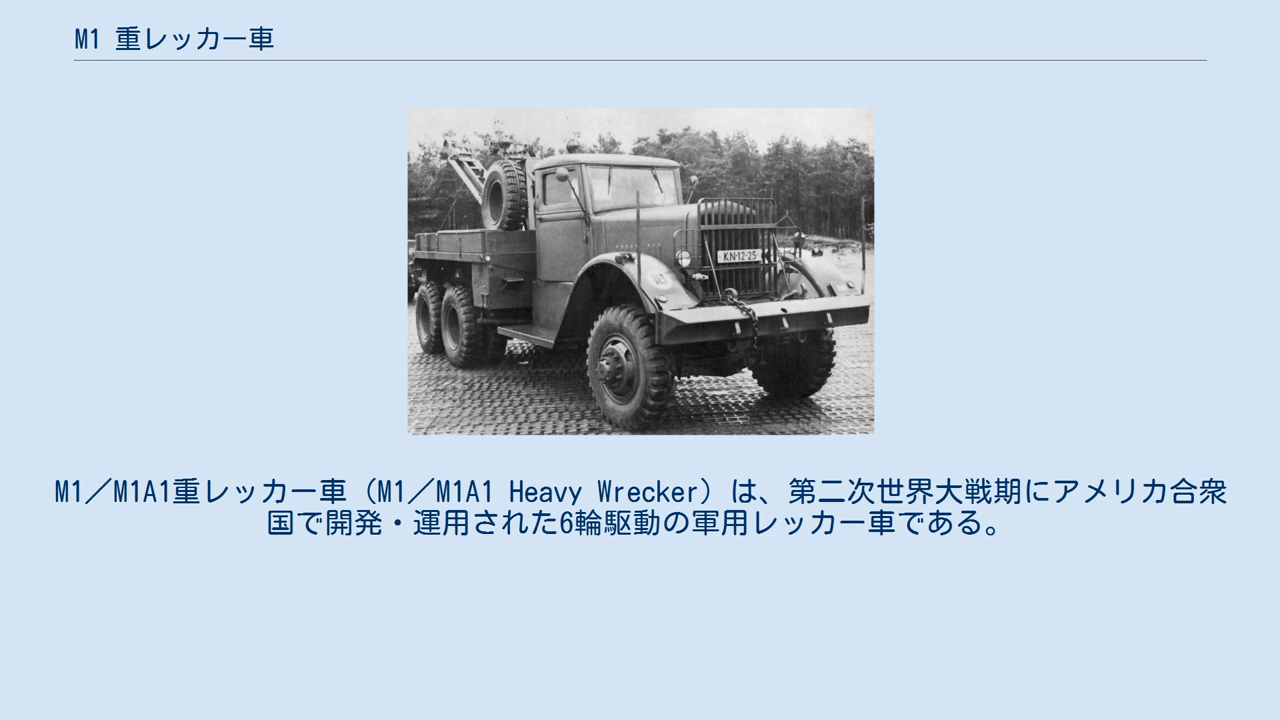 M1 重レッカー車
KN-12-25
M1／M1A1重レッカー車（M1／M1A1 Heavy Wrecker）は、第二次世界大戦期にアメリカ合衆
国で開発・運用された6輪駆動の軍用レッカー車である。